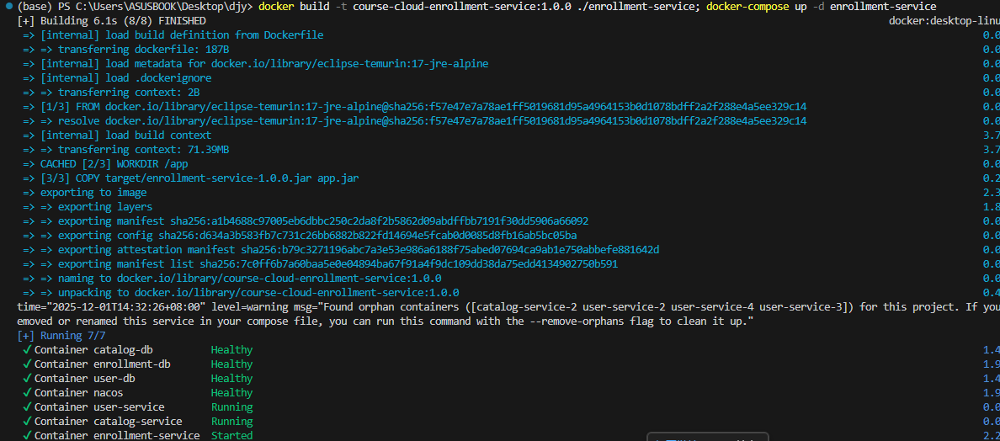 (base) PS C:\Users\ASUSBOOK\Desktop\djy> docker build -t course-cloud-enrollment-service:1.0.0 ./enrollment-service; docker-compose up -d enrollment-service
[+] Building 6.1s (8/8) FINISHED docker:desktop-linu
=> [internal] load build definition from Dockerfile 0.0
=> => transferring dockerfile: 187B 0.0
=> [internal] load metadata for docker.io/library/eclipse-temurin:17-jre-alpine 0.0
=> [internal] load .dockerignore 0.0
=> => transferring context: 2B 0.0
=> [1/3] FROM docker.io/library/eclipse-temurin:17-jre-alpine@sha256:f57e47e7a78ae1ff5019681d95a4964153b0d1078bdff2a2f288e4a5ee329c14 0.0
=> => resolve docker.io/library/eclipse-temurin:17-jre-alpine@sha256:f57e47e7a78ae1ff5019681d95a4964153b0d1078bdff2a2f288e4a5ee329c14 0.0
=> [internal] load build context 3.7
=> => transferring context: 71.39MB 3.7
=> CACHED [2/3] WORKDIR /app 0.0
=> [3/3] COPY target/enrollment-service-1.0.0.jar app.jar 0.2
=> exporting to image 2.3
=> => exporting layers 1.8
=> => exporting manifest sha256:a1b4688c97005eb6dbbc250c2da8f2b5862d09abdffbb7191f30dd5906a66092 0.0
=> => exporting config sha256:d634a3b583fb7c731c26bb6882b822fd14694e5fcab0d0085d8fb16ab5bc05ba 0.0
=> => exporting attestation manifest sha256:b79c3271196abc7a3e53e986a6188f75abed07694ca9ab1e750abbefe881642d 0.0
=> => exporting manifest list sha256:7c0ff6b7a60baa5e0e04894ba67f91a4f9dc109dd38da75edd4134902750b591 0.0
=> => naming to docker.io/library/course-cloud-enrollment-service:1.0.0 0.0
=> => unpacking to docker.io/library/course-cloud-enrollment-service:1.0.0 0.4
time="2025-12-01T14:32:26+08:00" level=warning msg="Found orphan containers ([catalog-service-2 user-service-2 user-service-4 user-service-3]) for this project. If you
emoved or renamed this service in your compose file, you can run this command with the --remove-orphans flag to clean it up."
[+] Running 7/7
✔ Container catalog-db Healthy 1.4
✔ Container enrollment-db Healthy 1.9
✔ Container user-db Healthy 1.4
✔ Container nacos Healthy 1.9
✔ Container user-service Running 0.0
✔ Container catalog-service Running 0.0
✔ Container enrollment-service Started 2.2